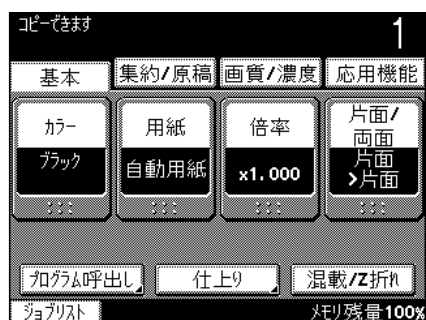 コピーできます
1
基本 集約/原稿 画質/濃度 応用機能
カラー 用紙 倍率 片面/
両面
ブラック 自動用紙 x1.000 片面
>片面
プログラム呼出し 仕上り 混載/Z折れ
ジョブリスト メモリ残量100%